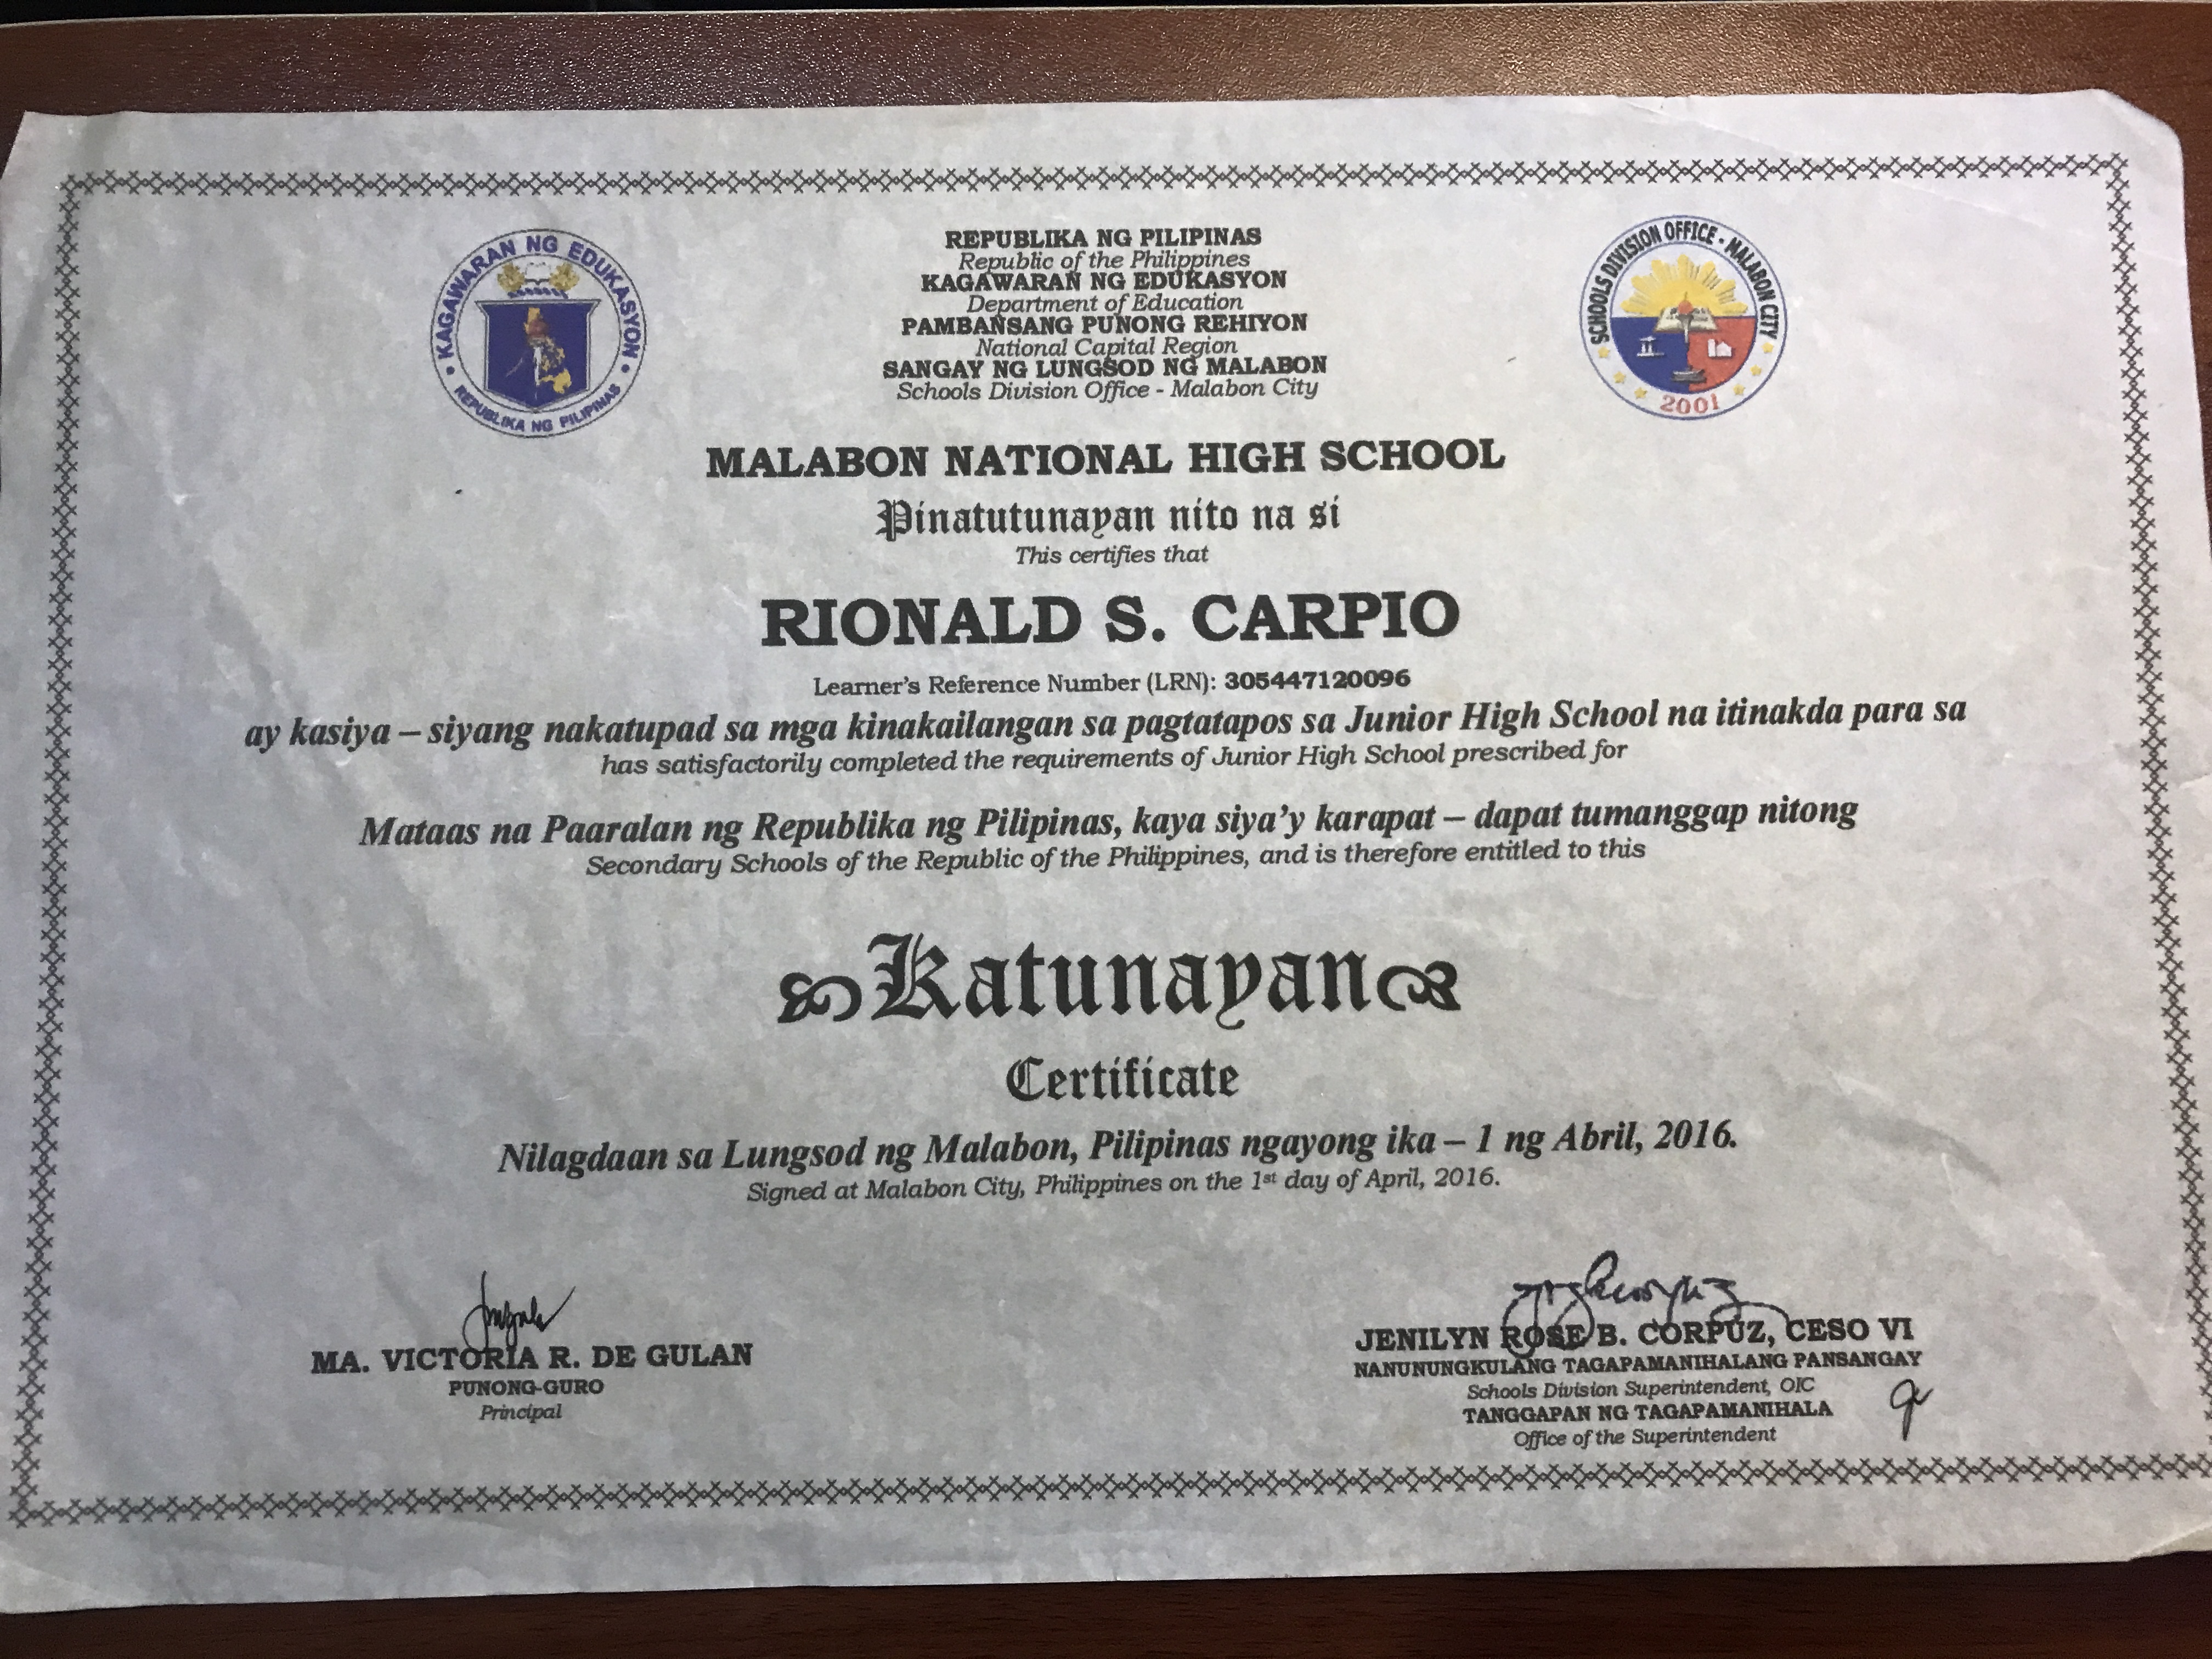 KAGAWARAN NG EDUKASYON
REPUBLIKA NG PILIPINAS
REPUBLIKA NG PILIPINAS
Republic of the Philippines
KAGAWARAN NG EDUKASYON
Department of Education
PAMBANSANG PUNONG REHIYON
National Capital Region
SANGAY NG LUNGSOD NG MALABON
Schools Division Office - Malabon City
SCHOOLS DIVISION OFFICE - MALABON CITY
2001
MALABON NATIONAL HIGH SCHOOL
Pinatutunayan nito na si
This certifies that
RIONALD S. CARPIO
Learner's Reference Number (LRN): 305447120096
ay kasiya – siyang nakatupad sa mga kinakailangan sa pagtatapos sa Junior High School na itinakda para sa
has satisfactorily completed the requirements of Junior High School prescribed for
Mataas na Paaralan ng Republika ng Pilipinas, kaya siya'y karapat – dapat tumanggap nitong
Secondary Schools of the Republic of the Philippines, and is therefore entitled to this
Katunayan
Certificate
Nilagdaan sa Lungsod ng Malabon, Pilipinas ngayong ika – 1 ng Abril, 2016.
Signed at Malabon City, Philippines on the 1st day of April, 2016.
MA. VICTORIA R. DE GULAN
PUNONG-GURO
Principal
JENILYN ROSE B. CORPUZ, CESO VI
NANUNUNGKULANG TAGAPAMANIHALANG PANSANGAY
Schools Division Superintendent, OIC
TANGGAPAN NG TAGAPAMANIHALA
Office of the Superintendent